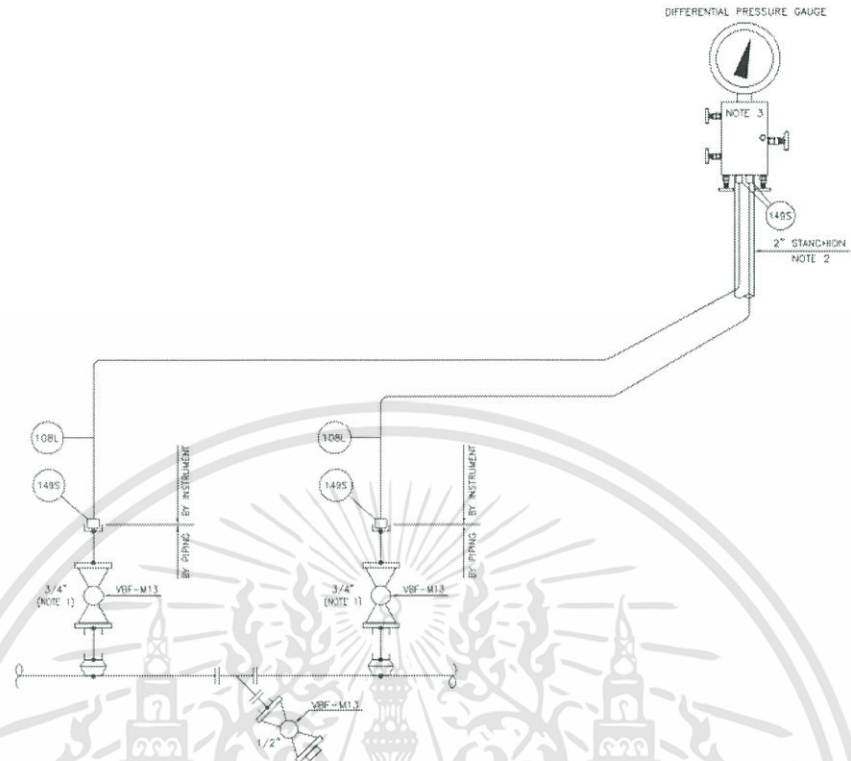 DIFFERENTIAL PRESSURE GAUGE
NOTE 3
149S
2" STANCHION
NOTE 2
108L
108L
149S
149S
BY INSTRUMENT
BY PIPING
BY INSTRUMENT
BY PIPING
3/4"
(NOTE 1)
VBF-M13
3/4"
(NOTE 1)
VBF-M13
VBF-M13
1/2"